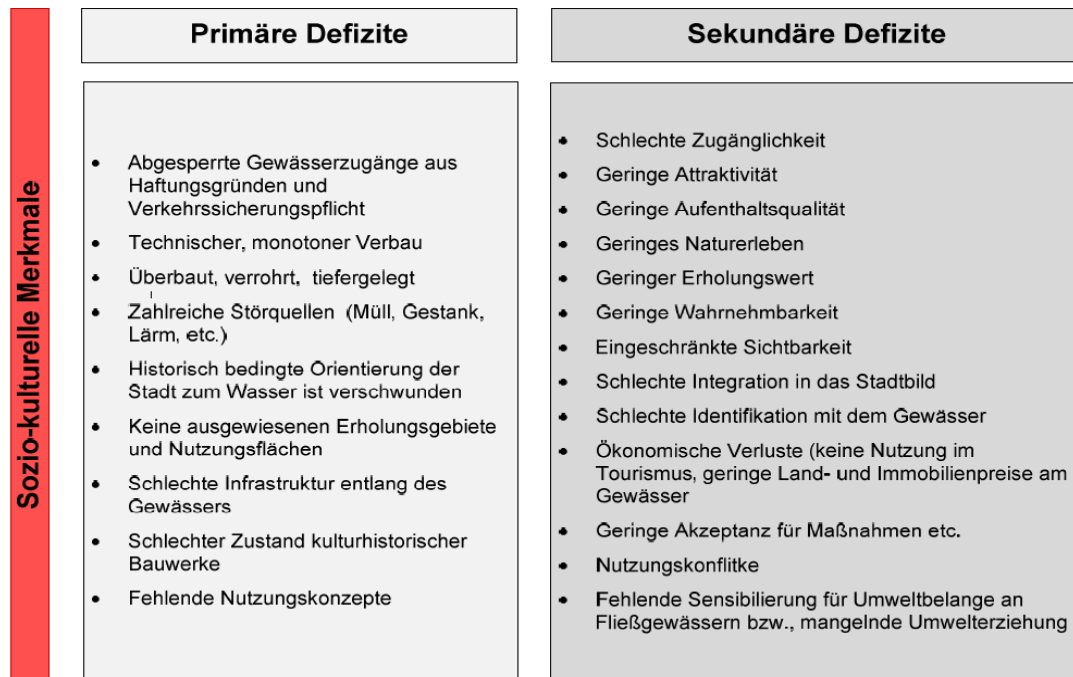 Sozio-kulturelle Merkmale
Primäre Defizite
• Abgesperrte Gewässerzugänge aus
Haftungsgründen und
Verkehrssicherungspflicht
• Technischer, monotoner Verbau
• Überbaut, verrohrt, tiefergelegt
• Zahlreiche Störquellen (Müll, Gestank,
Lärm, etc.)
• Historisch bedingte Orientierung der
Stadt zum Wasser ist verschwunden
• Keine ausgewiesenen Erholungsgebiete
und Nutzungsflächen
• Schlechte Infrastruktur entlang des
Gewässers
• Schlechter Zustand kulturhistorischer
Bauwerke
• Fehlende Nutzungskonzepte
Sekundäre Defizite
• Schlechte Zugänglichkeit
• Geringe Attraktivität
• Geringe Aufenthaltsqualität
• Geringes Naturerleben
• Geringer Erholungswert
• Geringe Wahrnehmbarkeit
• Eingeschränkte Sichtbarkeit
• Schlechte Integration in das Stadtbild
• Schlechte Identifikation mit dem Gewässer
• Ökonomische Verluste (keine Nutzung im
Tourismus, geringe Land- und Immobilienpreise am
Gewässer
• Geringe Akzeptanz für Maßnahmen etc.
• Nutzungskonflitke
• Fehlende Sensibilierung für Umweltbelange an
Fließgewässern bzw., mangelnde Umwelterziehung